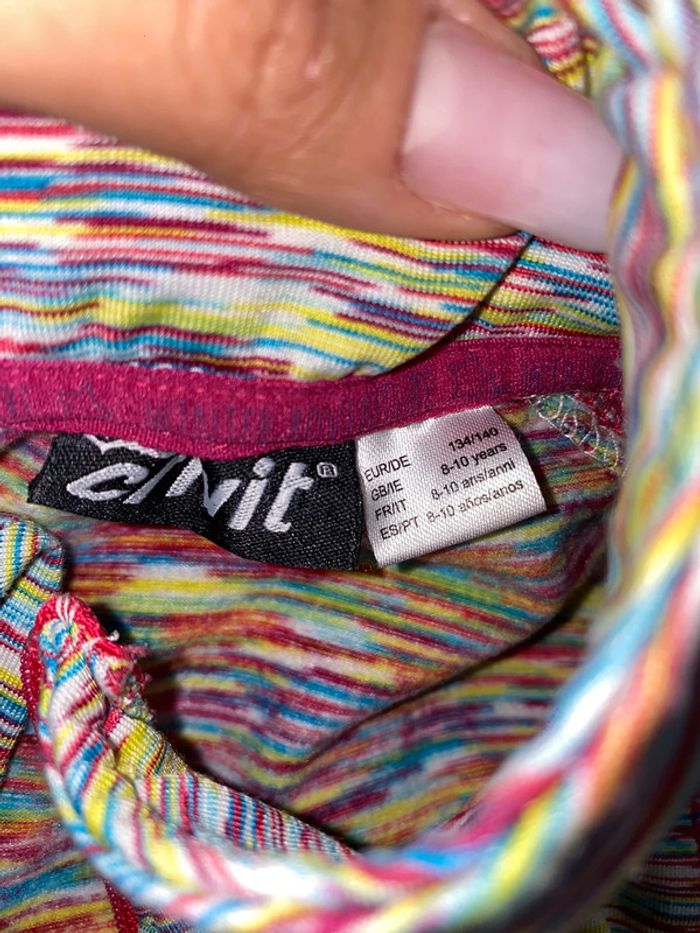 c/nvit®
134/140
EUR/DE
8-10 years
GB/IE
8-10 ans/anni
FR/IT
8-10 años/anos
ES/PT